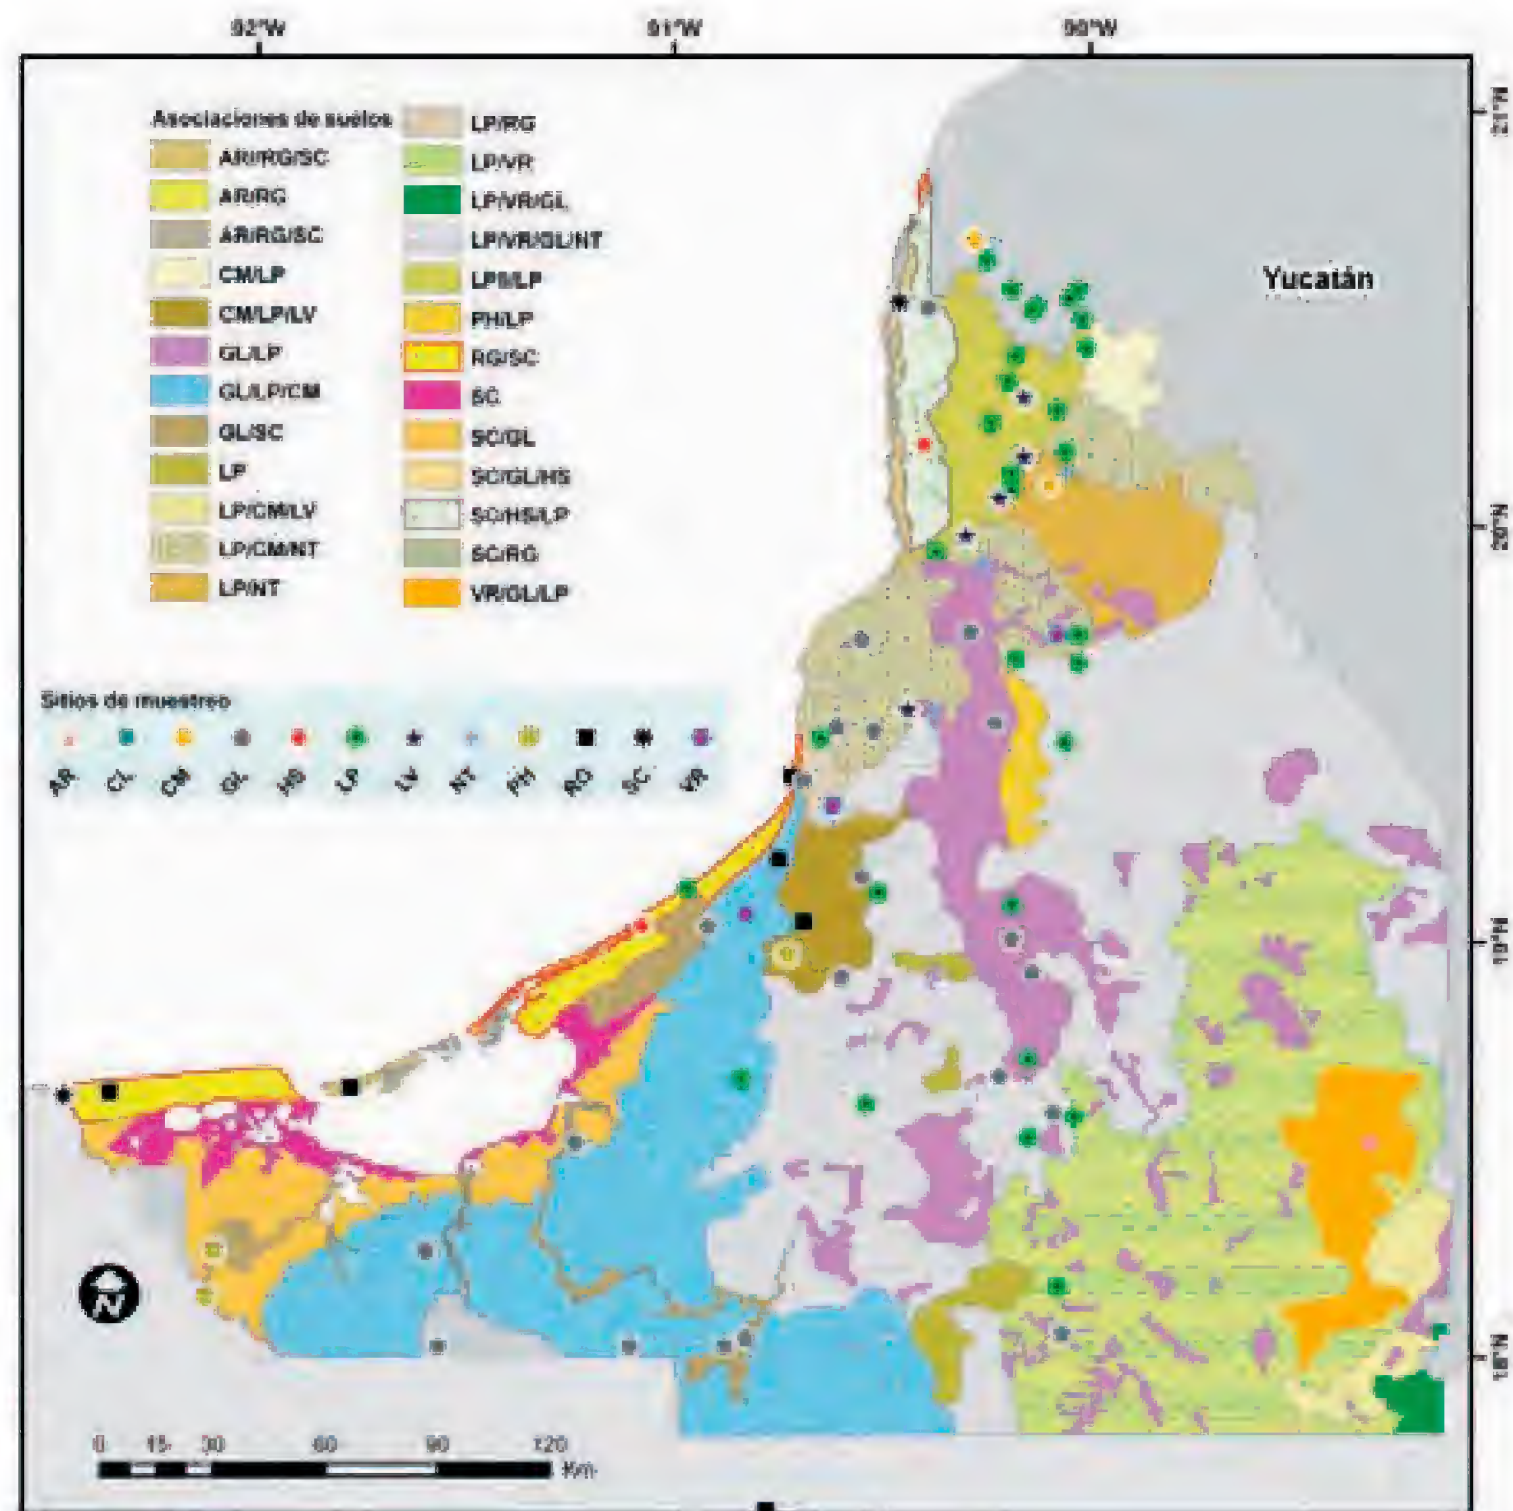 92°W 91°W 90°W
21°N
20°N
19°N
18°N
Asociaciones de suelos
ARI/RG/SC
AR/RG
AR/RG/SC
CM/LP
CM/LP/LV
GL/LP
GL/LP/CM
GL/SC
LP
LP/CM/LV
LP/CM/NT
LP/NT
LP/RG
LP/VR
LP/VR/GL
LP/VR/GL/NT
PH/LP
RG/SC
SC
SC/GL
SC/GL/HS
SC/HS/LP
SC/RG
VR/GL/LP
Yucatán
Sitios de muestreo
AR CL CM GL HS LP LV NT PH RG SC VR
N
0 15 30 60 90 120
Km